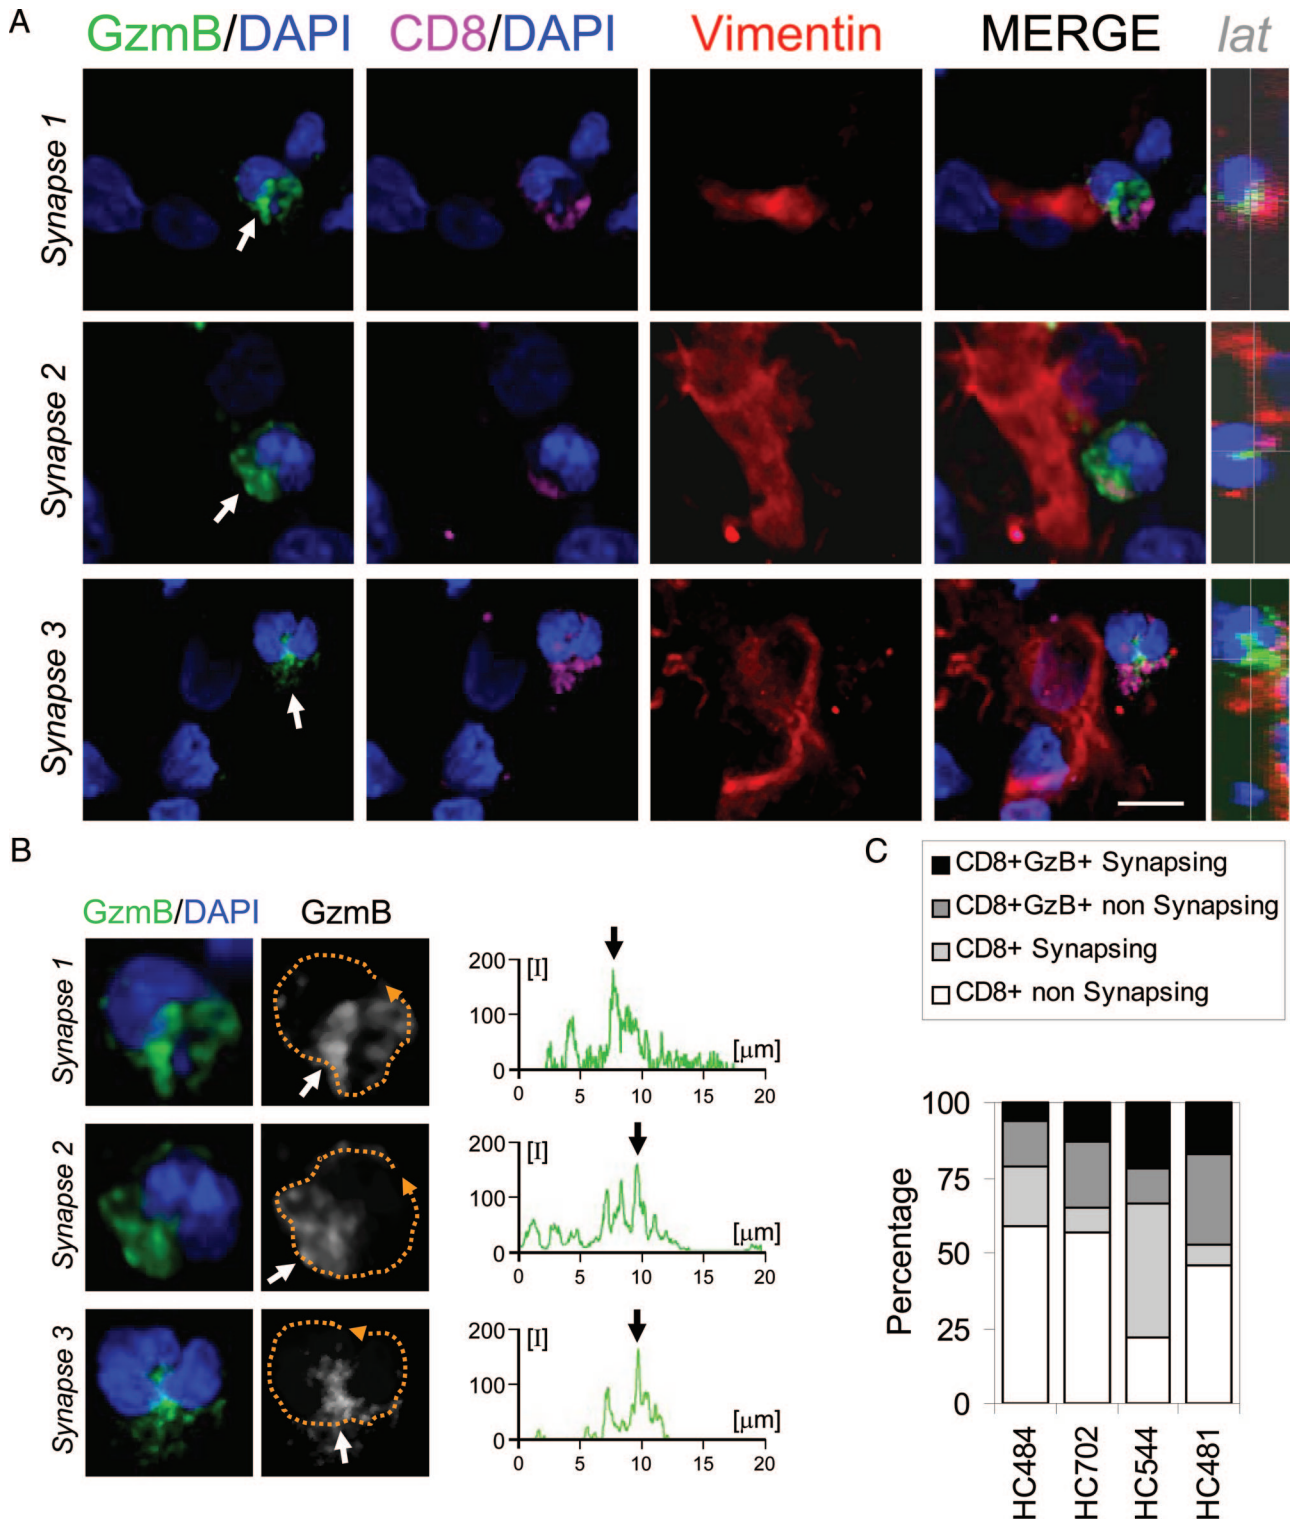 A
GzmB/DAPI CD8/DAPI Vimentin MERGE lat
Synapse 1
Synapse 2
Synapse 3
B
GzmB/DAPI GzmB
Synapse 1
200
100
0
[I]
[μm]
0 5 10 15 20
Synapse 2
200
100
0
[I]
[μm]
0 5 10 15 20
Synapse 3
200
100
0
[I]
[μm]
0 5 10 15 20
C
CD8+GzB+ Synapsing
CD8+GzB+ non Synapsing
CD8+ Synapsing
CD8+ non Synapsing
Percentage
100
75
50
25
0
HC484
HC702
HC544
HC481